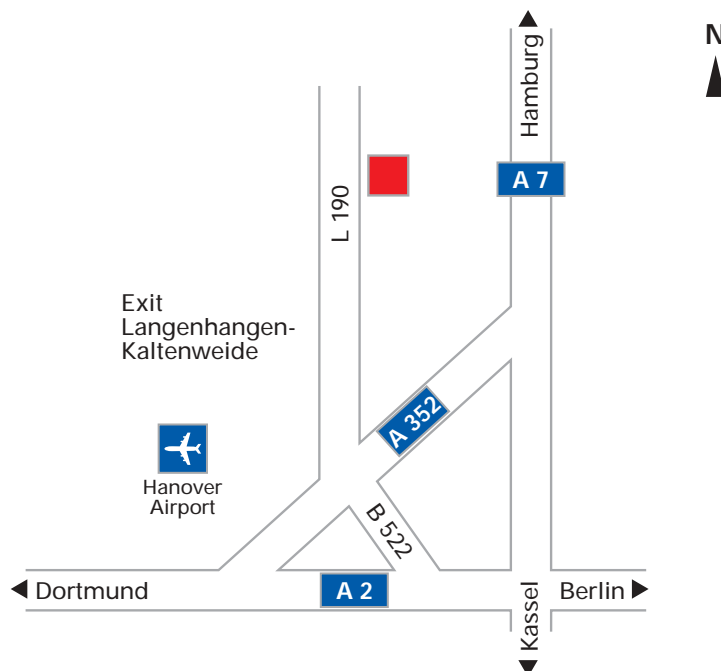 N
Hamburg
A 7
L 190
Exit
Langenhangen-
Kaltenweide
A 352
Hanover
Airport
B 522
Dortmund
A 2
Kassel
Berlin